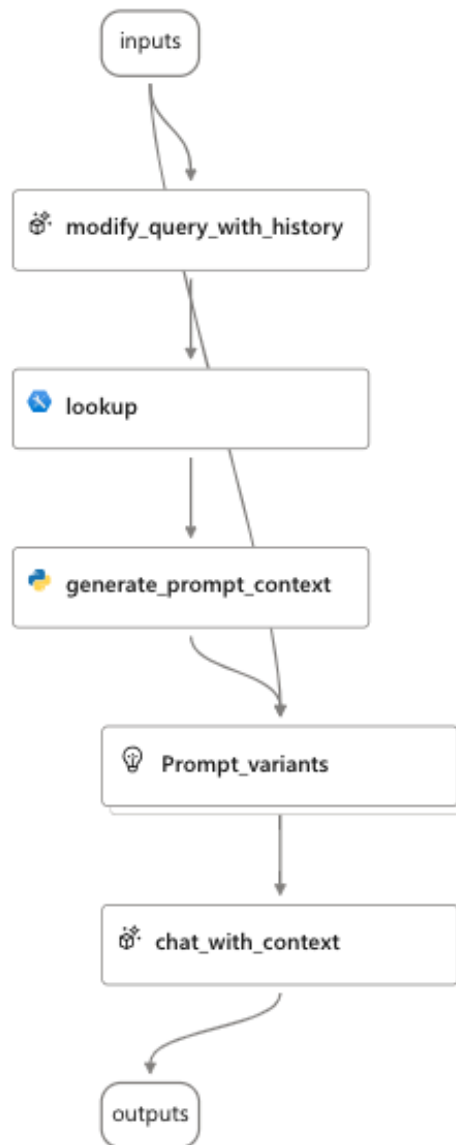 inputs
modify_query_with_history
lookup
generate_prompt_context
Prompt_variants
chat_with_context
outputs